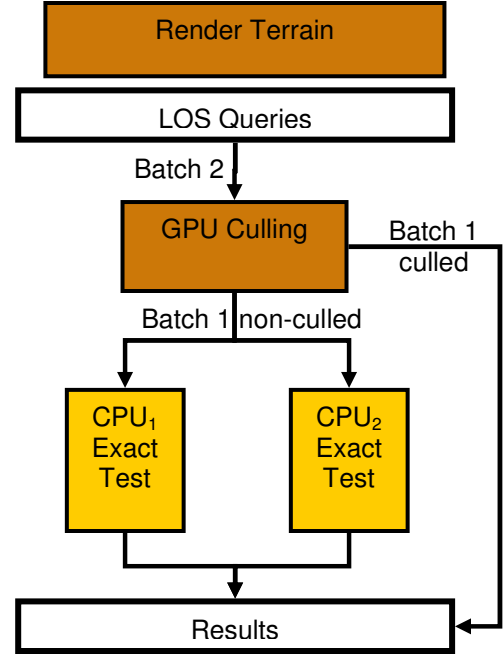 Render Terrain
LOS Queries
Batch 2
GPU Culling
Batch 1
culled
Batch 1 non-culled
CPU₁
Exact
Test
CPU₂
Exact
Test
Results